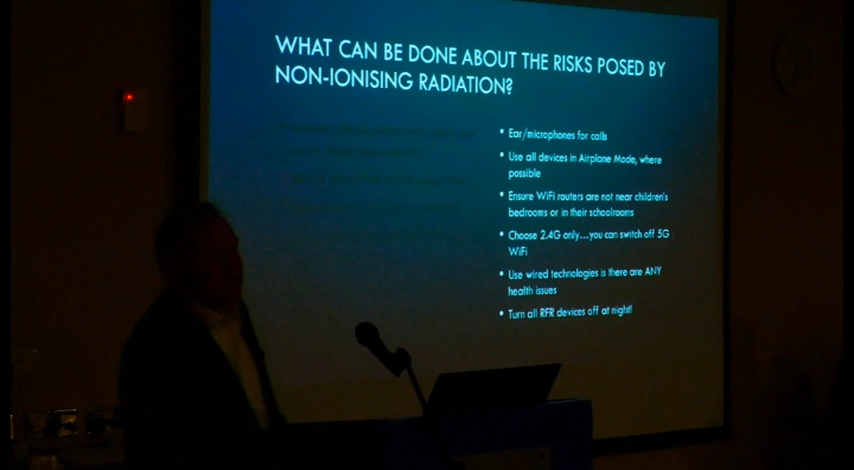 WHAT CAN BE DONE ABOUT THE RISKS POSED BY
NON-IONISING RADIATION?
• Ear/microphones for calls
• Use all devices in Airplane Mode, where
possible
• Ensure WiFi routers are not near children's
bedrooms or in their schoolrooms
• Choose 2.4G only...you can switch off 5G
WiFi
• Use wired technologies is there are ANY
health issues
• Turn all RFR devices off at night!